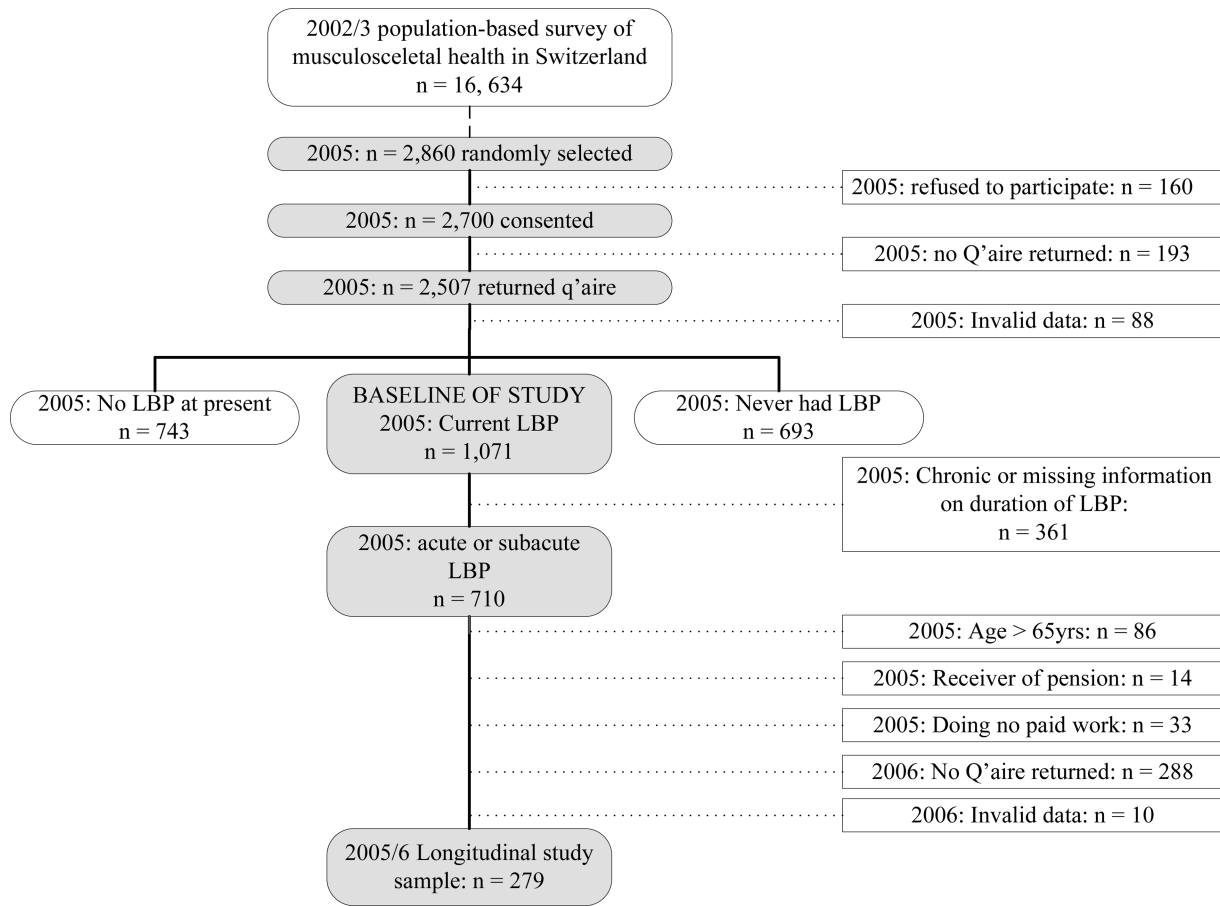 2002/3 population-based survey of
musculosceletal health in Switzerland
n = 16, 634
2005: n = 2,860 randomly selected
2005: refused to participate: n = 160
2005: n = 2,700 consented
2005: no Q'aire returned: n = 193
2005: n = 2,507 returned q'aire
2005: Invalid data: n = 88
2005: No LBP at present
n = 743
BASELINE OF STUDY
2005: Current LBP
n = 1,071
2005: Never had LBP
n = 693
2005: Chronic or missing information
on duration of LBP:
n = 361
2005: acute or subacute
LBP
n = 710
2005: Age > 65yrs: n = 86
2005: Receiver of pension: n = 14
2005: Doing no paid work: n = 33
2006: No Q'aire returned: n = 288
2006: Invalid data: n = 10
2005/6 Longitudinal study
sample: n = 279